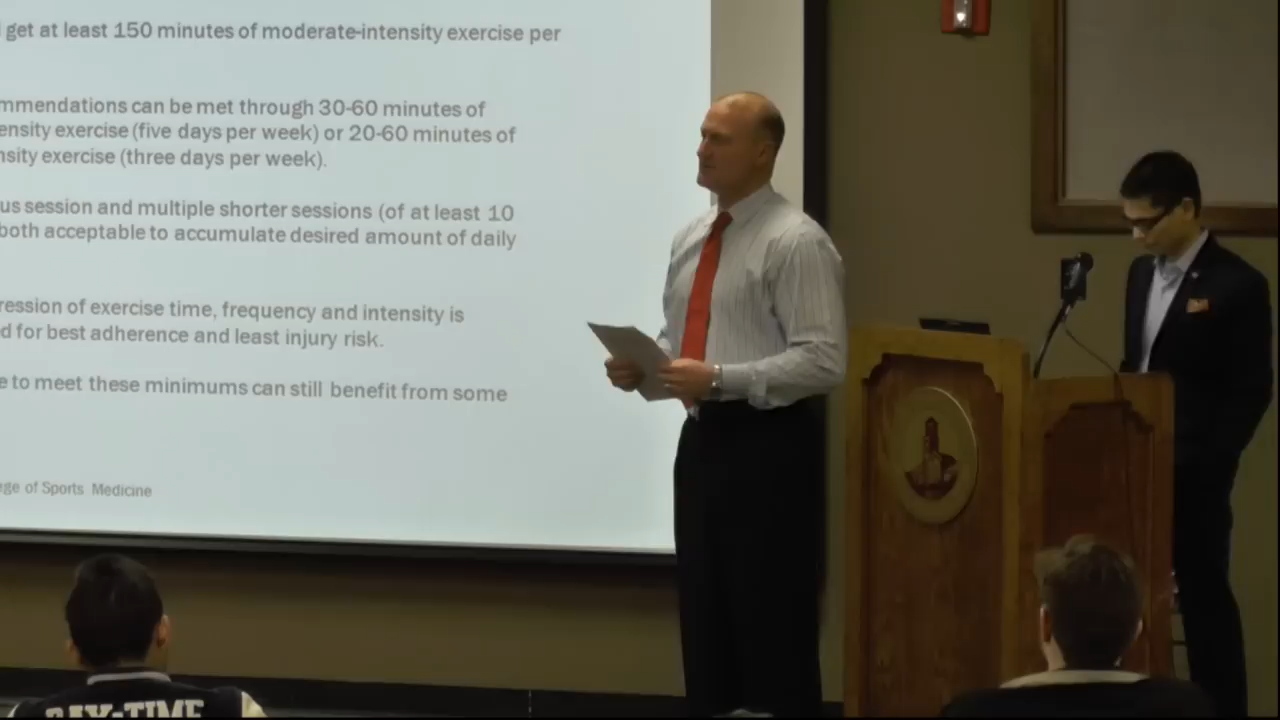 get at least 150 minutes of moderate-intensity exercise per
mmendations can be met through 30-60 minutes of
ensity exercise (five days per week) or 20-60 minutes of
nsity exercise (three days per week).
us session and multiple shorter sessions (of at least 10
both acceptable to accumulate desired amount of daily
ression of exercise time, frequency and intensity is
d for best adherence and least injury risk.
e to meet these minimums can still benefit from some
ege of Sports Medicine